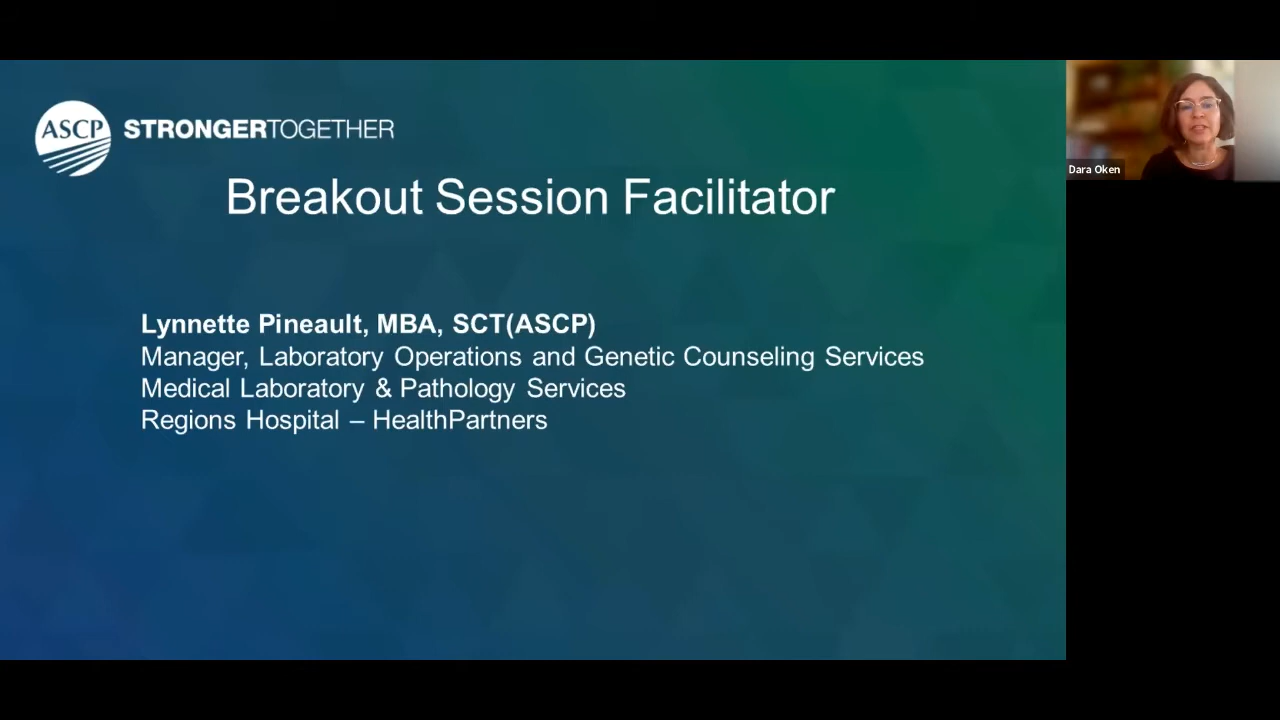 ASCP STRONGERTOGETHER
Breakout Session Facilitator
Lynnette Pineault, MBA, SCT(ASCP)
Manager, Laboratory Operations and Genetic Counseling Services
Medical Laboratory & Pathology Services
Regions Hospital – HealthPartners
Dara Oken